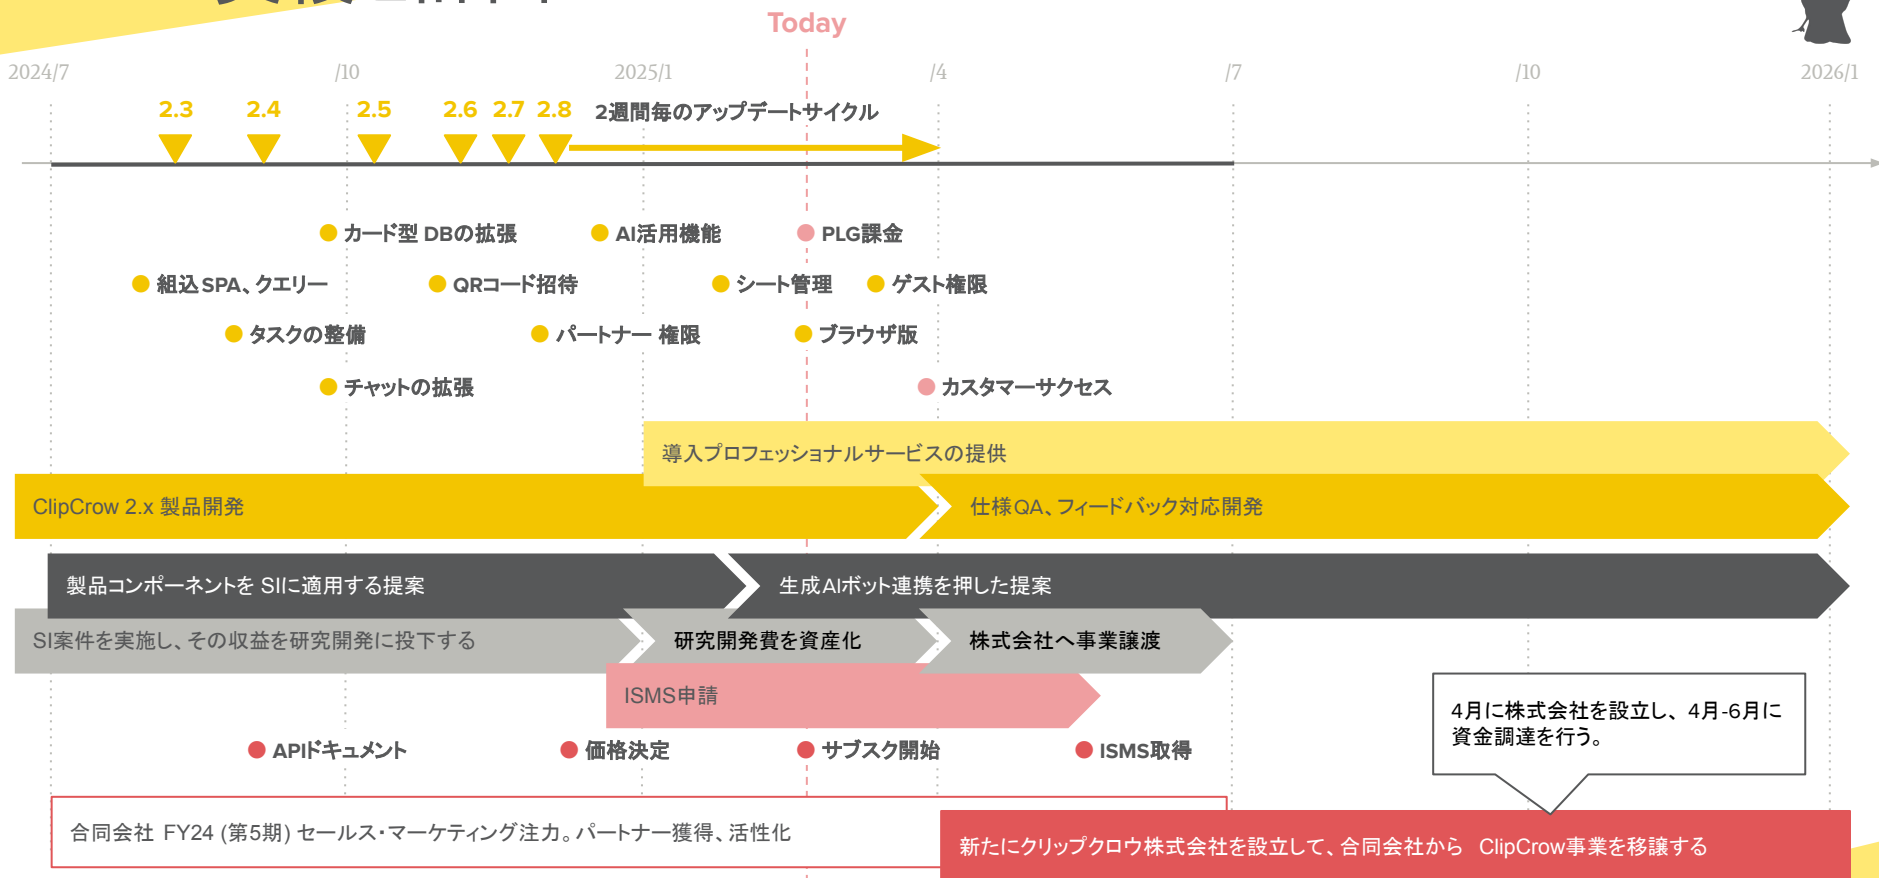 Today
2024/7
/10
2025/1
/4
/7
/10
2026/1
2.3
2.4
2.5
2.6
2.7
2.8
2週間毎のアップデートサイクル
カード型 DBの拡張
AI活用機能
PLG課金
組込SPA、クエリー
QRコード招待
シート管理
ゲスト権限
タスクの整備
パートナー 権限
ブラウザ版
チャットの拡張
カスタマーサクセス
導入プロフェッショナルサービスの提供
ClipCrow 2.x 製品開発
仕様QA、フィードバック対応開発
製品コンポーネントを SIに適用する提案
生成AIボット連携を押した提案
SI案件を実施し、その収益を研究開発に投下する
研究開発費を資産化
株式会社へ事業譲渡
ISMS申請
4月に株式会社を設立し、4月-6月に
資金調達を行う。
APIドキュメント
価格決定
サブスク開始
ISMS取得
合同会社 FY24 (第5期) セールス・マーケティング注力。パートナー獲得、活性化
新たにクリップクロウ株式会社を設立して、合同会社から ClipCrow事業を移譲する